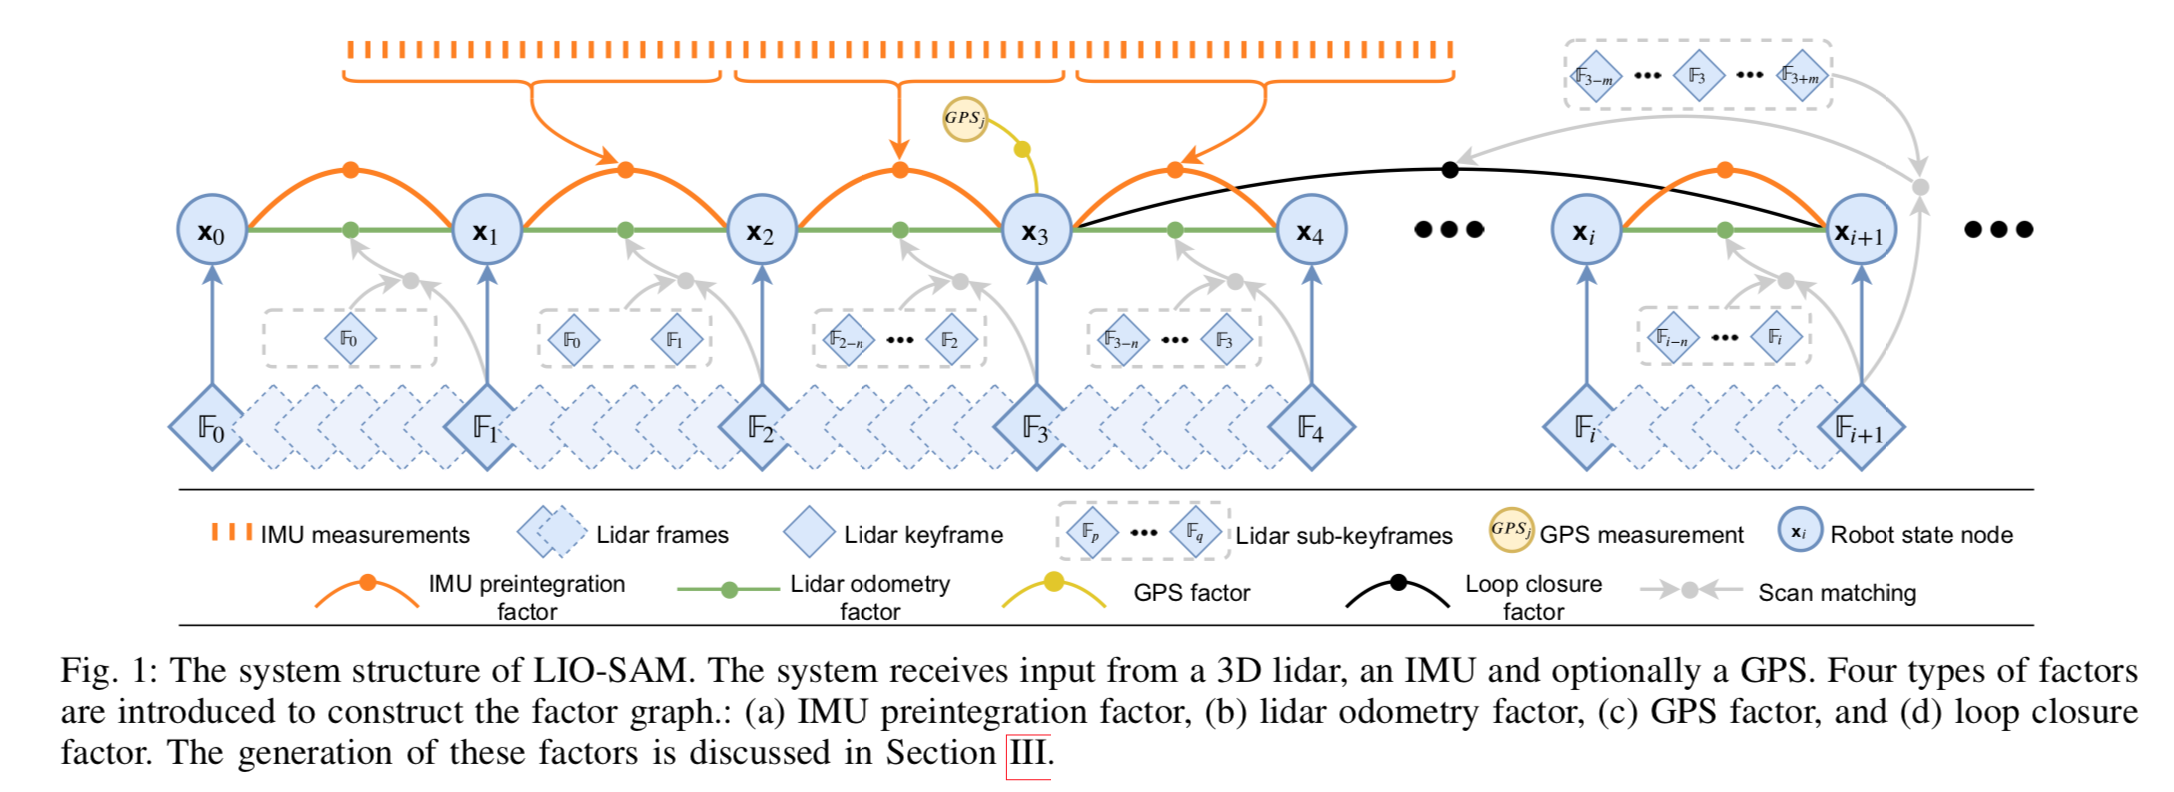 𝔽3−m ••• 𝔽3 ••• 𝔽3+m
GPSj
x0 x1 x2 x3 x4 ••• xi xi+1 •••
𝔽0 𝔽0 𝔽1 𝔽2−n ••• 𝔽2 𝔽3−n ••• 𝔽3 𝔽i−n ••• 𝔽i
𝔽0 𝔽1 𝔽2 𝔽3 𝔽4 𝔽i 𝔽i+1
IMU measurements Lidar frames Lidar keyframe 𝔽p ••• 𝔽q Lidar sub-keyframes GPSj GPS measurement xi Robot state node
IMU preintegration factor Lidar odometry factor GPS factor Loop closure factor Scan matching
Fig. 1: The system structure of LIO-SAM. The system receives input from a 3D lidar, an IMU and optionally a GPS. Four types of factors
are introduced to construct the factor graph.: (a) IMU preintegration factor, (b) lidar odometry factor, (c) GPS factor, and (d) loop closure
factor. The generation of these factors is discussed in Section III.